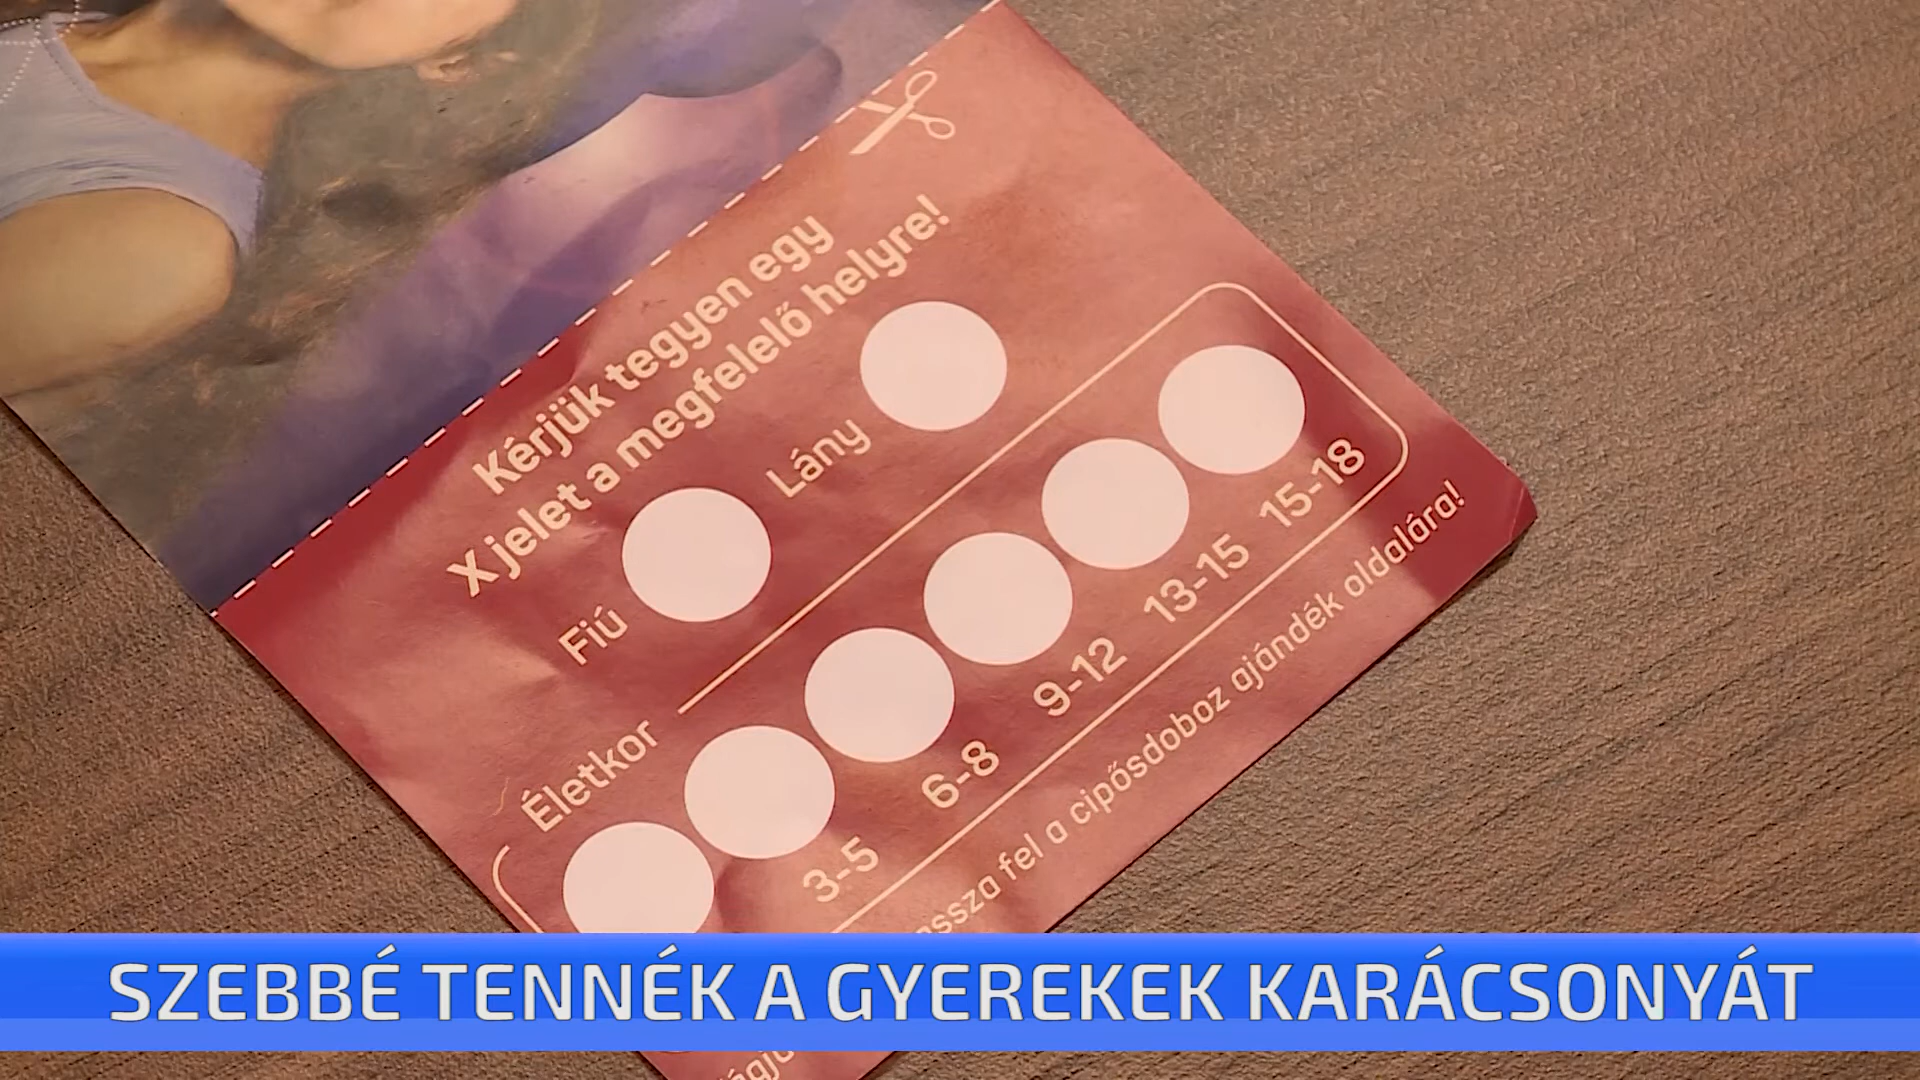 Kérjük tegyen egy
X jelet a megfelelő helyre!
Fiú
Lány
Életkor
3-5
6-8
9-12
13-15
15-18
fel a cipősdoboz ajándék oldalára!
SZEBBÉ TENNÉK A GYEREKEK KARÁCSONYÁT